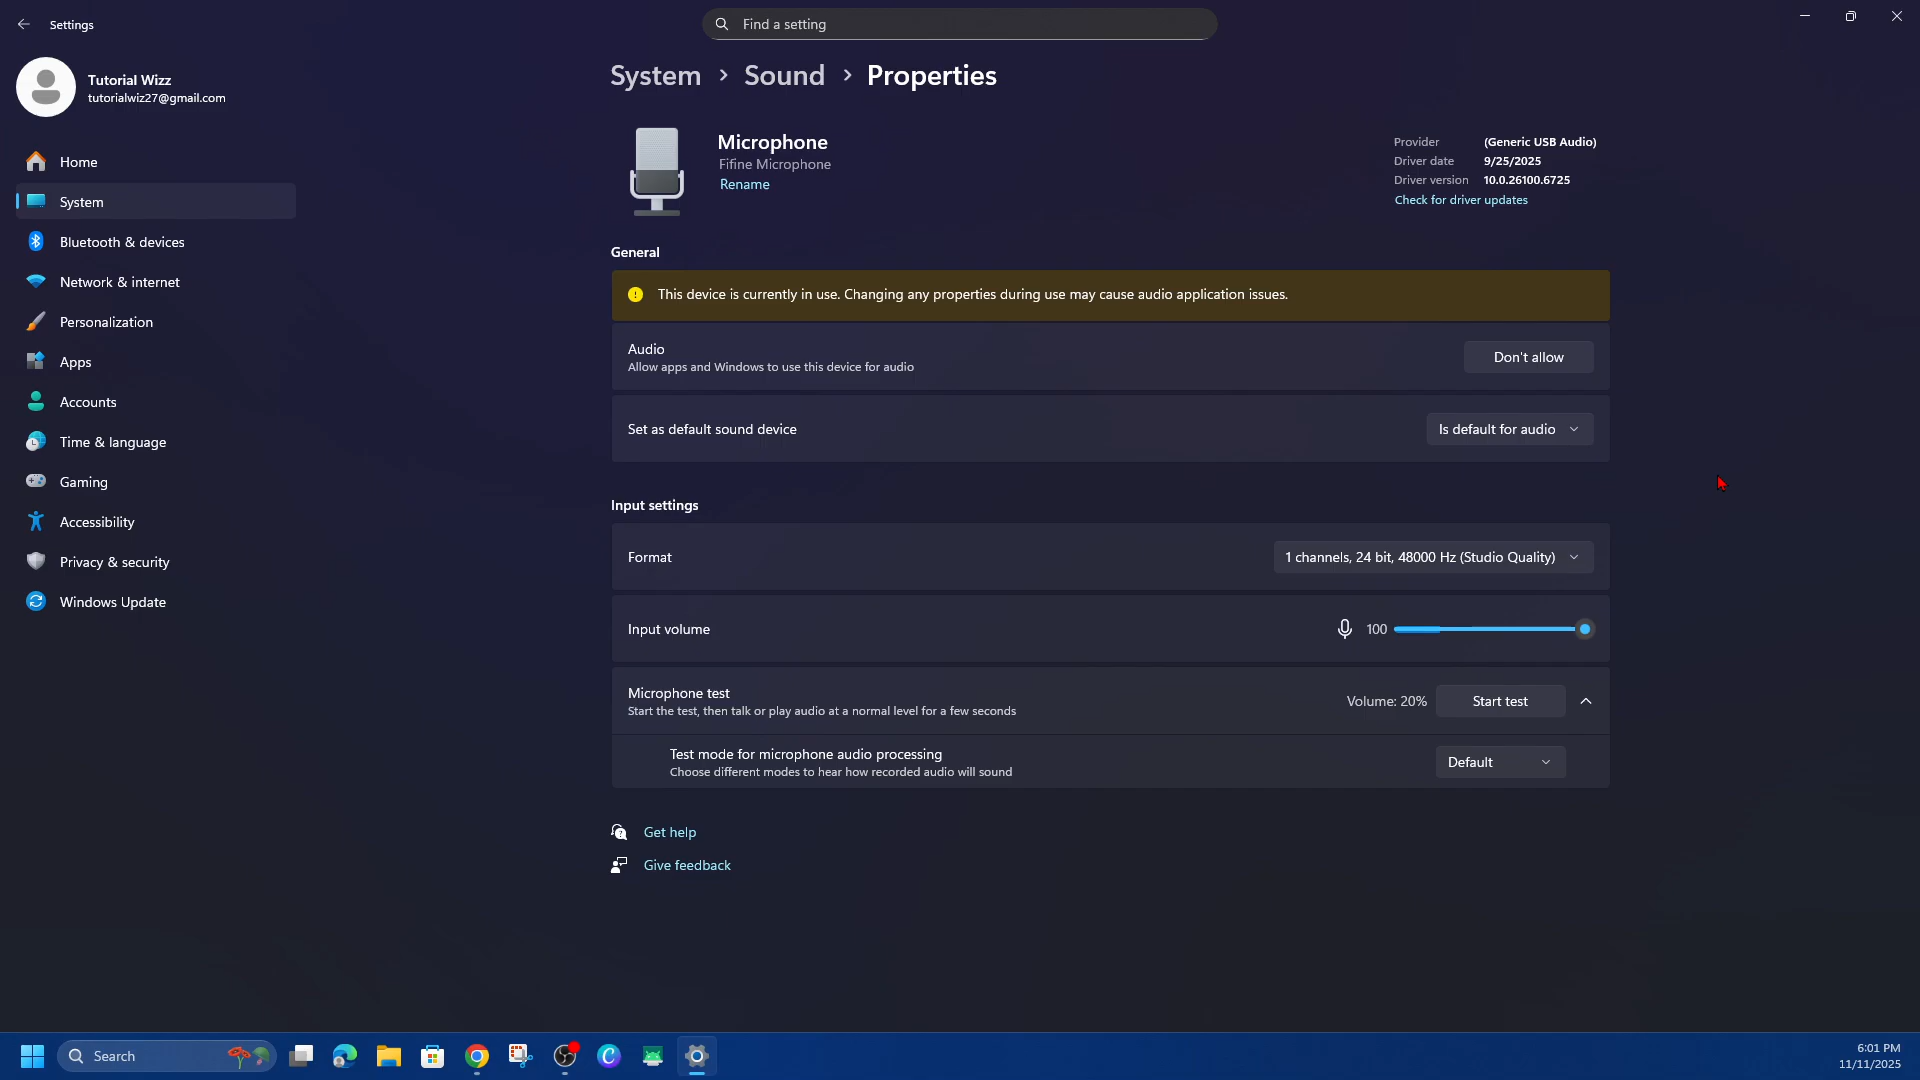 Settings
Find a setting
Tutorial Wizz
tutorialwiz27@gmail.com
Home
System
Bluetooth & devices
Network & internet
Personalization
Apps
Accounts
Time & language
Gaming
Accessibility
Privacy & security
Windows Update
System > Sound > Properties
Microphone
Fifine Microphone
Rename
Provider (Generic USB Audio)
Driver date 9/25/2025
Driver version 10.0.26100.6725
Check for driver updates
General
This device is currently in use. Changing any properties during use may cause audio application issues.
Audio
Allow apps and Windows to use this device for audio
Don't allow
Set as default sound device
Is default for audio
Input settings
Format
1 channels, 24 bit, 48000 Hz (Studio Quality)
Input volume
100
Microphone test
Start the test, then talk or play audio at a normal level for a few seconds
Volume: 20%
Start test
Test mode for microphone audio processing
Choose different modes to hear how recorded audio will sound
Default
Get help
Give feedback
Search
6:01 PM
11/11/2025